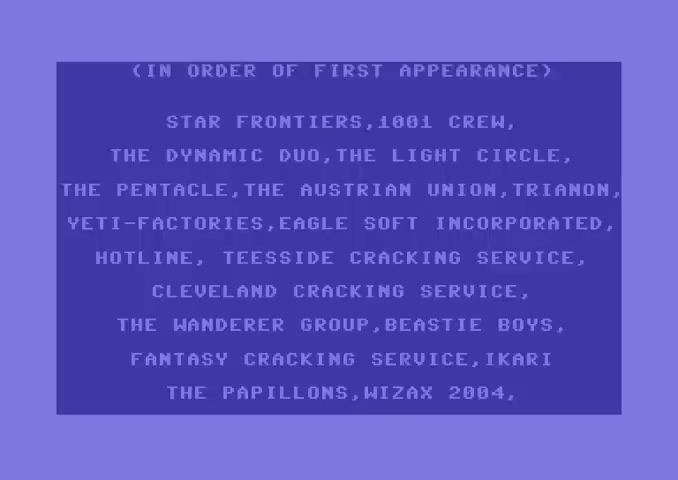 (IN ORDER OF FIRST APPEARANCE)
STAR FRONTIERS,1001 CREW,
THE DYNAMIC DUO,THE LIGHT CIRCLE,
THE PENTACLE,THE AUSTRIAN UNION,TRIANON,
YETI-FACTORIES,EAGLE SOFT INCORPORATED,
HOTLINE, TEESSIDE CRACKING SERVICE,
CLEVELAND CRACKING SERVICE,
THE WANDERER GROUP,BEASTIE BOYS,
FANTASY CRACKING SERVICE,IKARI
THE PAPILLONS,WIZAX 2004,